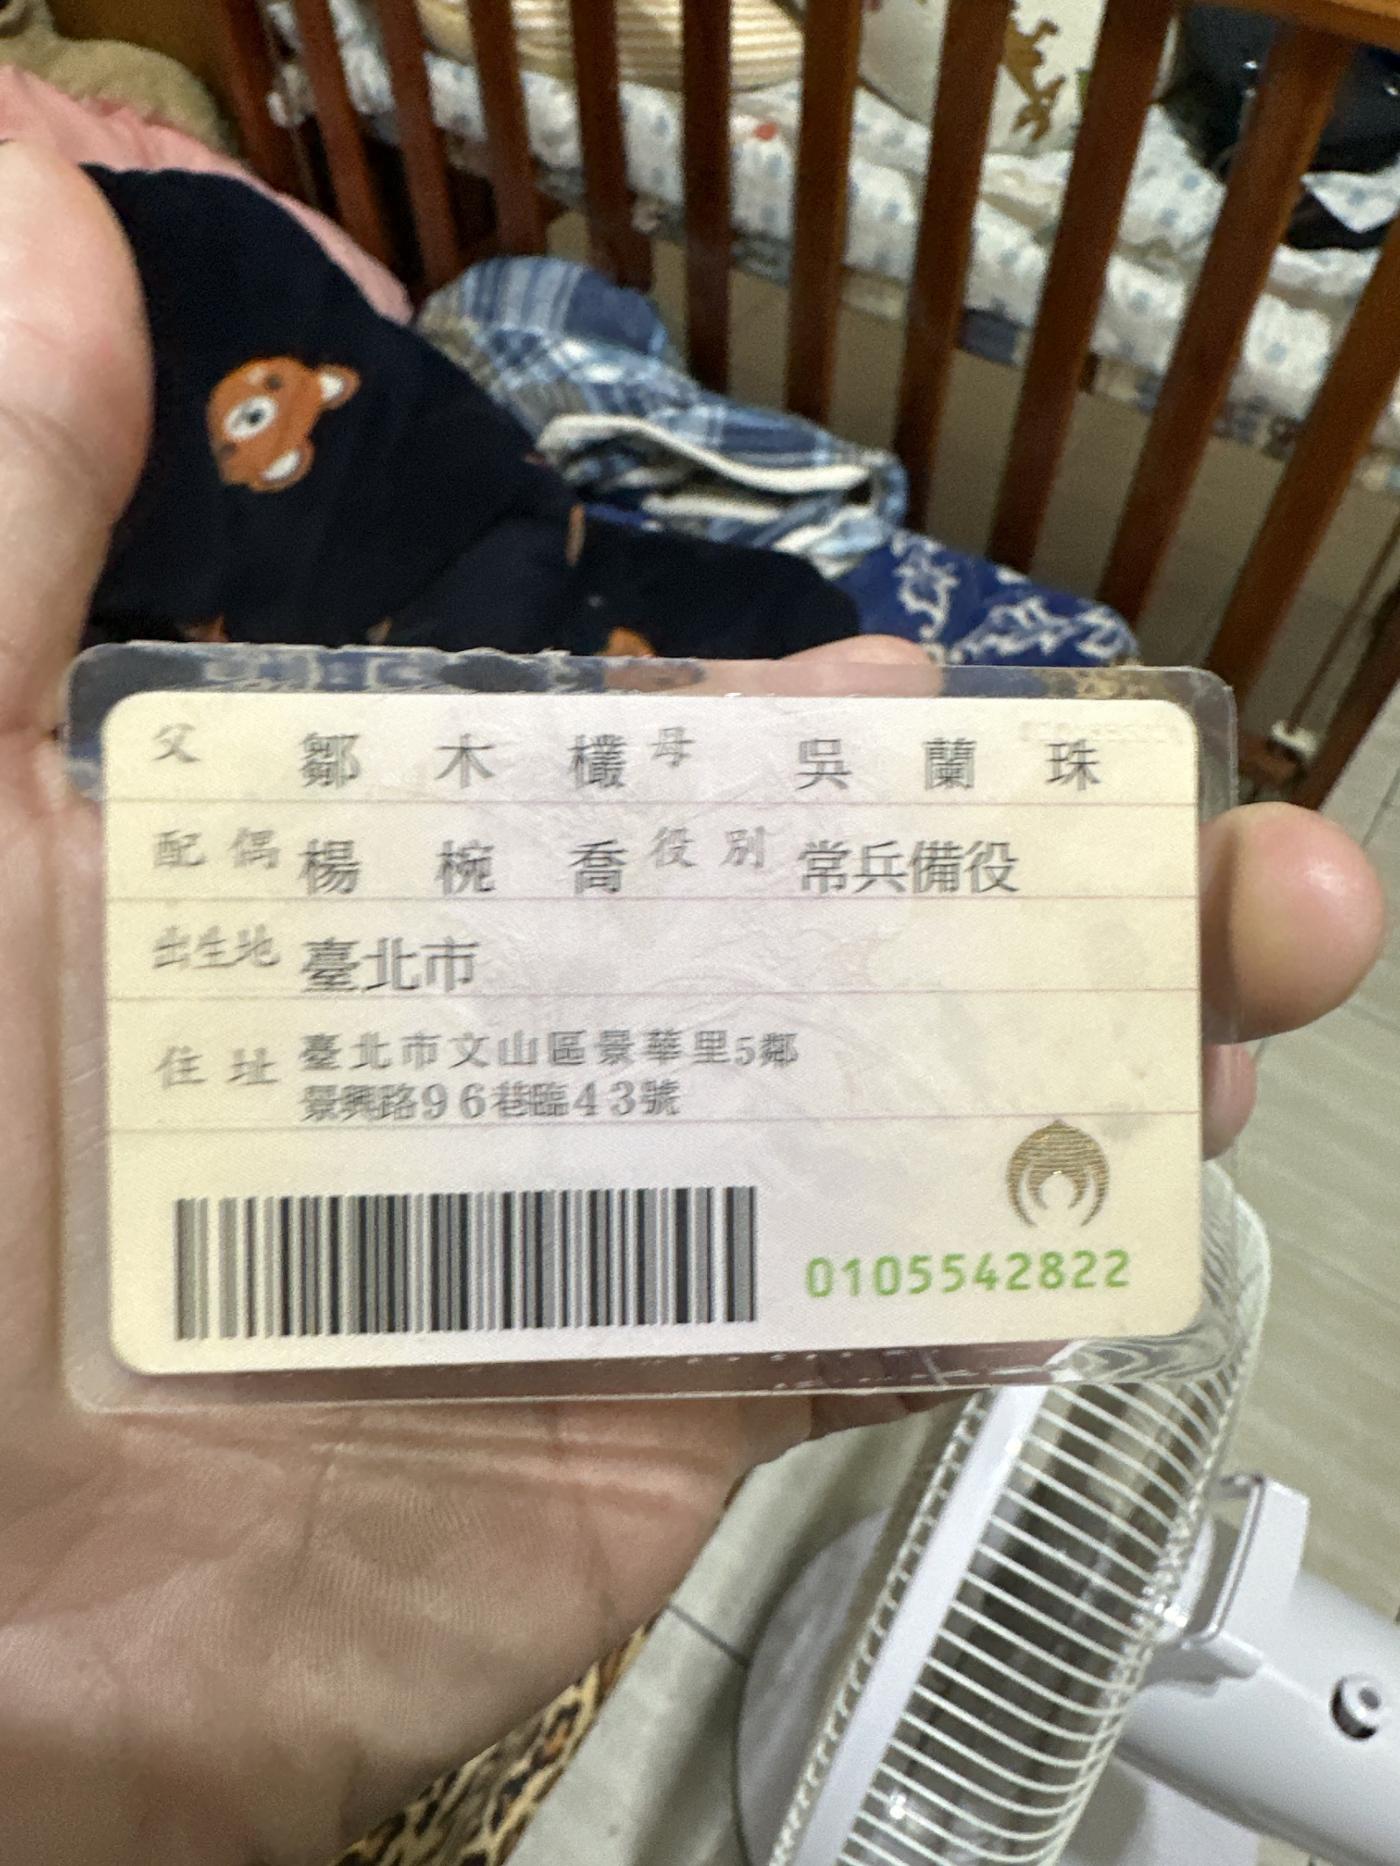 父 鄒木欉 母 吳蘭珠
配偶 楊椀喬 役別 常兵備役
出生地 臺北市
住址 臺北市文山區景華里5鄰
景興路96巷臨43號
0105542822